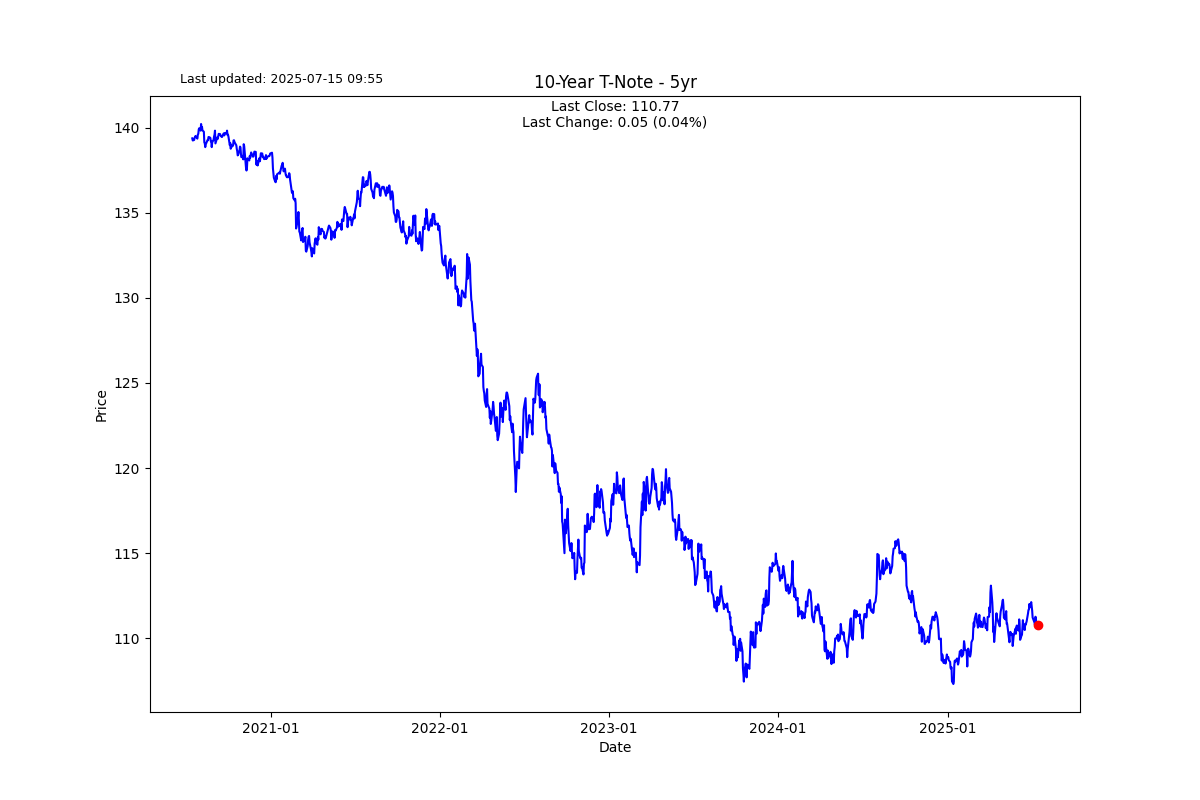 Last updated: 2025-07-15 09:55
10-Year T-Note - 5yr
Last Close: 110.77
Last Change: 0.05 (0.04%)
140
135
130
125
120
115
110
Price
2021-01
2022-01
2023-01
2024-01
2025-01
Date